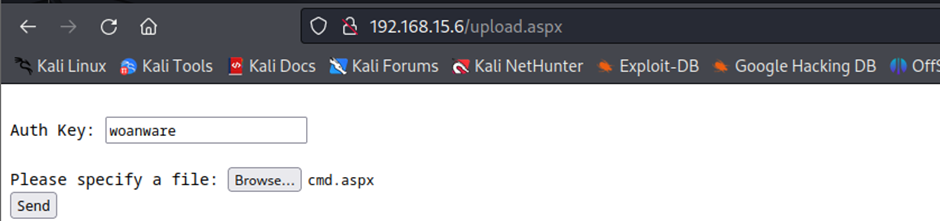 192.168.15.6/upload.aspx
Kali Linux Kali Tools Kali Docs Kali Forums Kali NetHunter Exploit-DB Google Hacking DB OffS
Auth Key: woanware
Please specify a file: Browse... cmd.aspx
Send